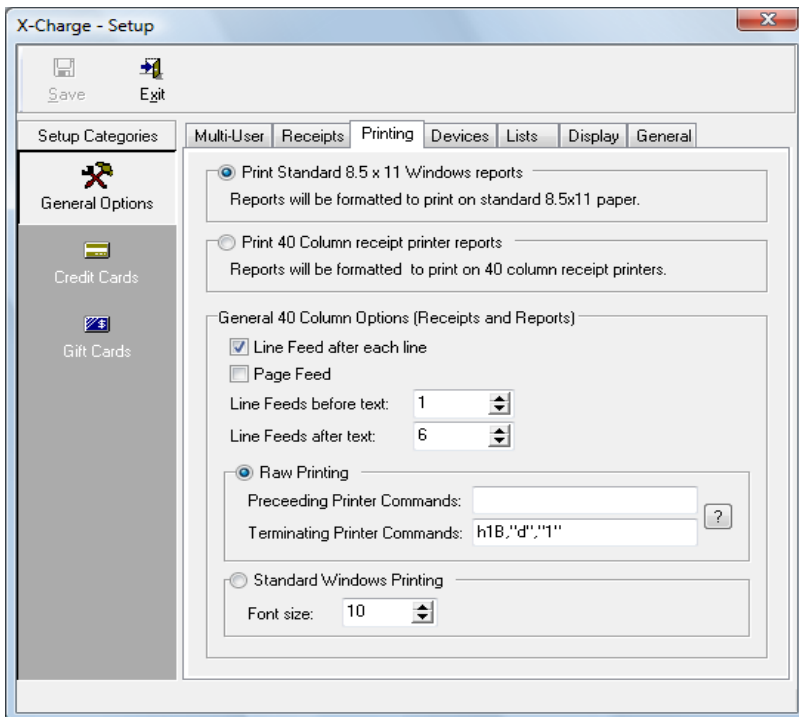 X-Charge - Setup
Save Exit
Setup Categories
General Options
Credit Cards
Gift Cards
Multi-User Receipts Printing Devices Lists Display General
Print Standard 8.5 x 11 Windows reports
Reports will be formatted to print on standard 8.5x11 paper.
Print 40 Column receipt printer reports
Reports will be formatted to print on 40 column receipt printers.
General 40 Column Options (Receipts and Reports)
Line Feed after each line
Page Feed
Line Feeds before text: 1
Line Feeds after text: 6
Raw Printing
Preceeding Printer Commands:
?
Terminating Printer Commands: h1B,"d","1"
Standard Windows Printing
Font size: 10